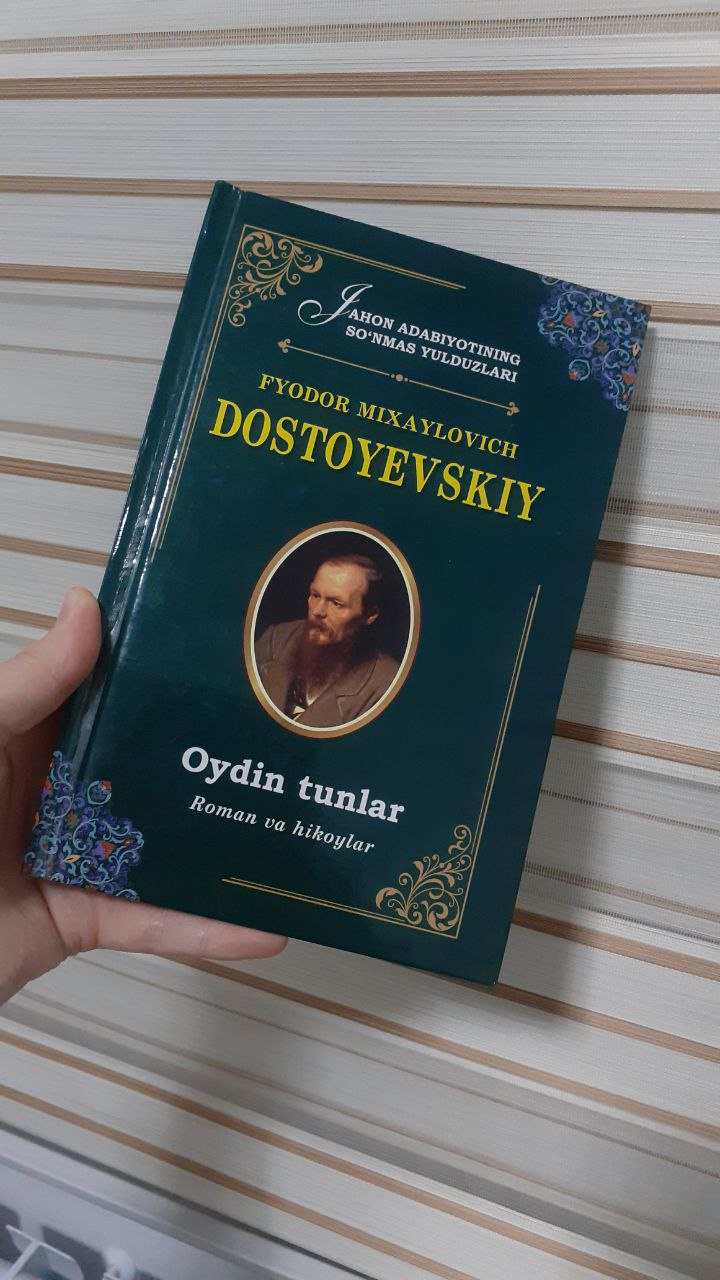 JAHON ADABIYOTINING
SO‘NMAS YULDUZLARI
FYODOR MIXAYLOVICH
DOSTOYEVSKIY
Oydin tunlar
Roman va hikoylar